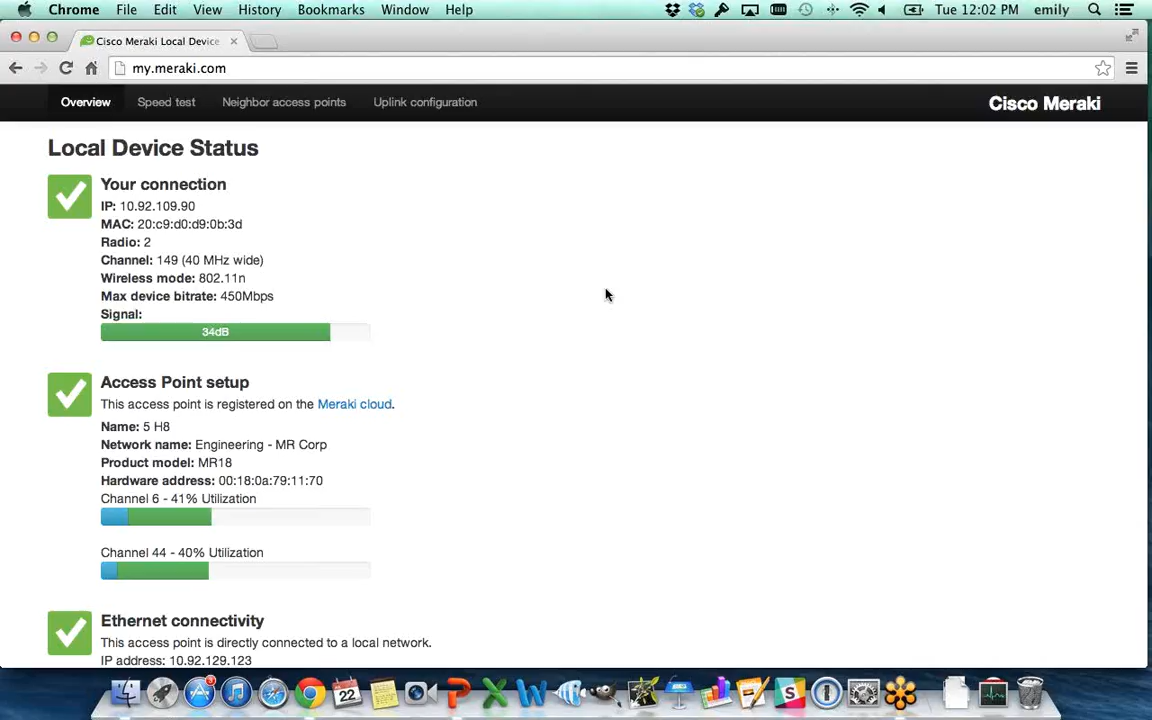 Chrome File Edit View History Bookmarks Window Help Tue 12:02 PM emily
Cisco Meraki Local Device
my.meraki.com
Overview Speed test Neighbor access points Uplink configuration Cisco Meraki
Local Device Status
Your connection
IP: 10.92.109.90
MAC: 20:c9:d0:d9:0b:3d
Radio: 2
Channel: 149 (40 MHz wide)
Wireless mode: 802.11n
Max device bitrate: 450Mbps
Signal:
34dB
Access Point setup
This access point is registered on the Meraki cloud.
Name: 5 H8
Network name: Engineering - MR Corp
Product model: MR18
Hardware address: 00:18:0a:79:11:70
Channel 6 - 41% Utilization
Channel 44 - 40% Utilization
Ethernet connectivity
This access point is directly connected to a local network.
IP address: 10.92.129.123
22